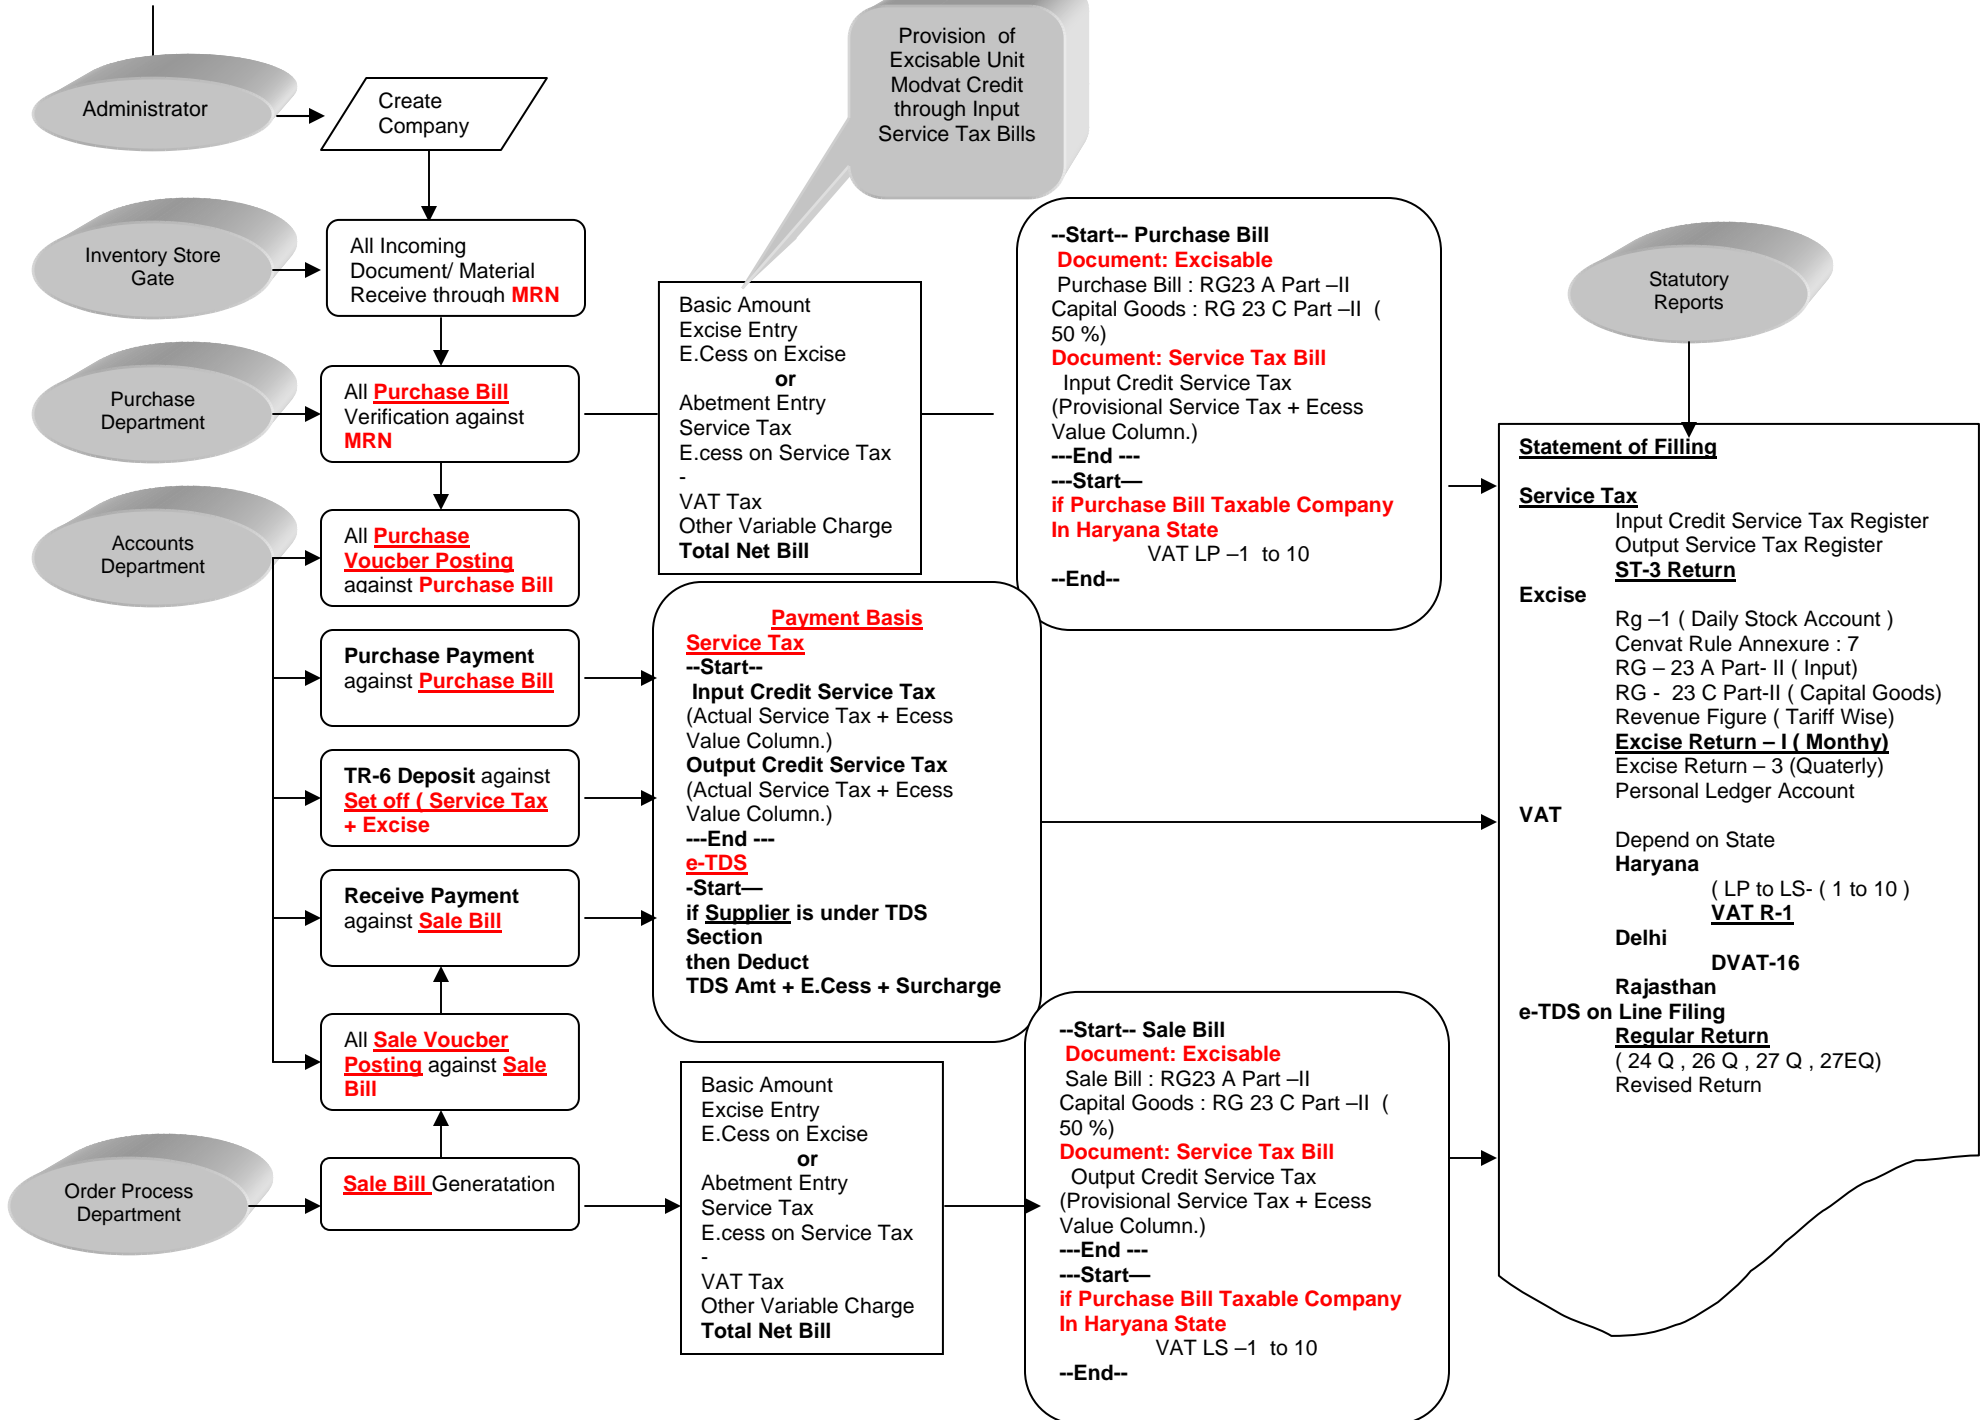 Provision of
Excisable Unit
Modvat Credit
through Input
Service Tax Bills
Administrator
Create
Company
Inventory Store
Gate
All Incoming
Document/ Material
Receive through MRN
Purchase
Department
All Purchase Bill
Verification against
MRN
Accounts
Department
All Purchase
Voucber Posting
against Purchase Bill
Purchase Payment
against Purchase Bill
TR-6 Deposit against
Set off ( Service Tax
+ Excise
Receive Payment
against Sale Bill
All Sale Voucber
Posting against Sale
Bill
Order Process
Department
Sale Bill Generatation
Basic Amount
Excise Entry
E.Cess on Excise
or
Abetment Entry
Service Tax
E.cess on Service Tax
-
VAT Tax
Other Variable Charge
Total Net Bill
--Start-- Purchase Bill
Document: Excisable
Purchase Bill : RG23 A Part –II
Capital Goods : RG 23 C Part –II (
50 %)
Document: Service Tax Bill
Input Credit Service Tax
(Provisional Service Tax + Ecess
Value Column.)
---End ---
---Start—
if Purchase Bill Taxable Company
In Haryana State
VAT LP –1 to 10
--End--
Payment Basis
Service Tax
--Start--
Input Credit Service Tax
(Actual Service Tax + Ecess
Value Column.)
Output Credit Service Tax
(Actual Service Tax + Ecess
Value Column.)
---End ---
e-TDS
-Start—
if Supplier is under TDS
Section
then Deduct
TDS Amt + E.Cess + Surcharge
Basic Amount
Excise Entry
E.Cess on Excise
or
Abetment Entry
Service Tax
E.cess on Service Tax
-
VAT Tax
Other Variable Charge
Total Net Bill
--Start-- Sale Bill
Document: Excisable
Sale Bill : RG23 A Part –II
Capital Goods : RG 23 C Part –II (
50 %)
Document: Service Tax Bill
Output Credit Service Tax
(Provisional Service Tax + Ecess
Value Column.)
---End ---
---Start—
if Purchase Bill Taxable Company
In Haryana State
VAT LS –1 to 10
--End--
Statutory
Reports
Statement of Filling
Service Tax
Input Credit Service Tax Register
Output Service Tax Register
ST-3 Return
Excise
Rg –1 ( Daily Stock Account )
Cenvat Rule Annexure : 7
RG – 23 A Part- II ( Input)
RG - 23 C Part-II ( Capital Goods)
Revenue Figure ( Tariff Wise)
Excise Return – I ( Monthy)
Excise Return – 3 (Quaterly)
Personal Ledger Account
VAT
Depend on State
Haryana
( LP to LS- ( 1 to 10 )
VAT R-1
Delhi
DVAT-16
Rajasthan
e-TDS on Line Filing
Regular Return
( 24 Q , 26 Q , 27 Q , 27EQ)
Revised Return